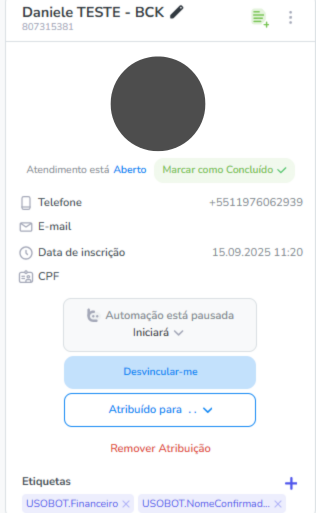 Daniele TESTE - BCK
807315381
Atendimento está Aberto Marcar como Concluído
Telefone +5511976062939
E-mail
Data de inscrição 15.09.2025 11:20
CPF
Automação está pausada
Iniciará
Desvincular-me
Atribuído para . .
Remover Atribuição
Etiquetas
USOBOT.Financeiro USOBOT.NomeConfirmad...